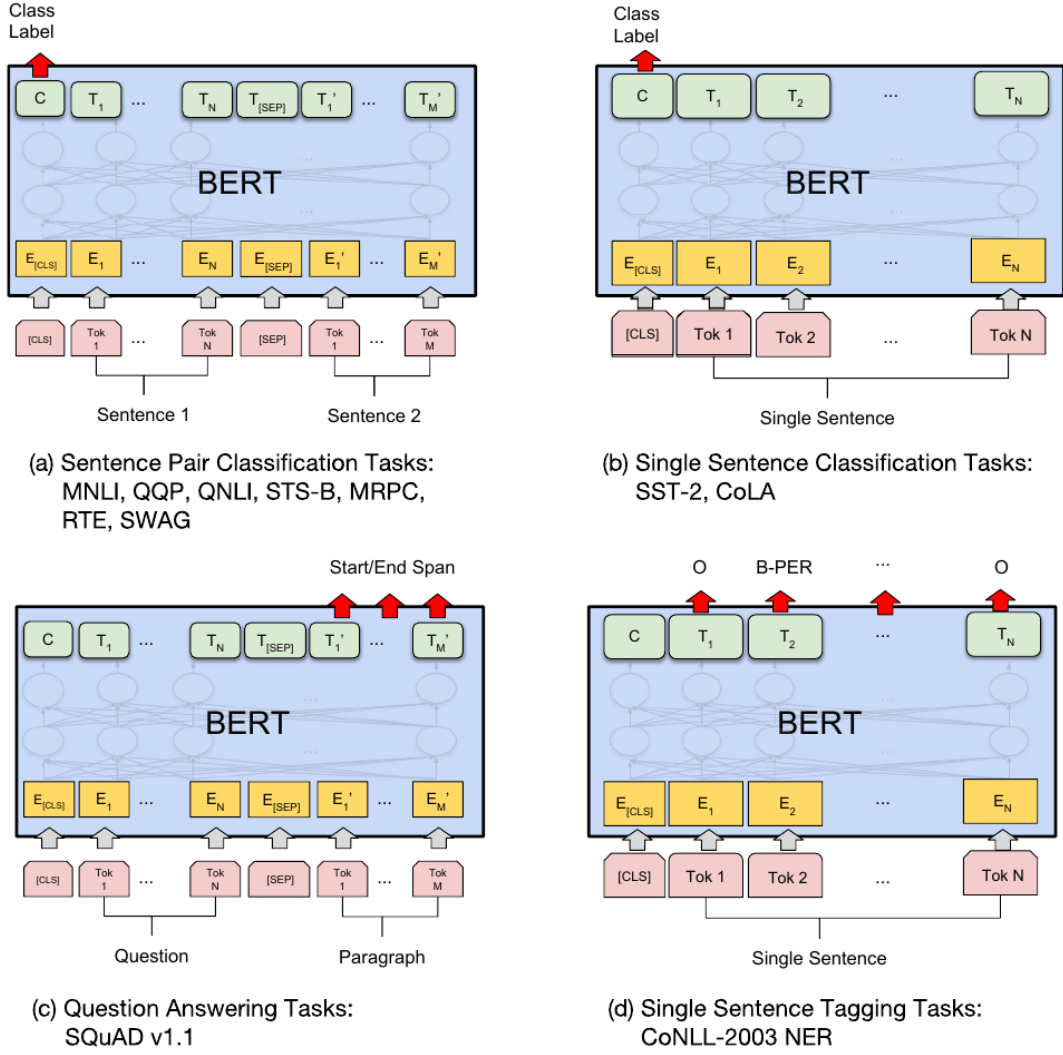 Class
Label
C T1 ... TN T[SEP] T1' ... TM'
...
BERT
...
E[CLS] E1 ... EN E[SEP] E1' ... EM'
[CLS] Tok 1 ... Tok N [SEP] Tok 1 ... Tok M
Sentence 1 Sentence 2
(a) Sentence Pair Classification Tasks:
MNLI, QQP, QNLI, STS-B, MRPC,
RTE, SWAG
Class
Label
C T1 T2 ... TN
...
BERT
...
E[CLS] E1 E2 ... EN
[CLS] Tok 1 Tok 2 ... Tok N
Single Sentence
(b) Single Sentence Classification Tasks:
SST-2, CoLA
Start/End Span
C T1 ... TN T[SEP] T1' ... TM'
...
BERT
...
E[CLS] E1 ... EN E[SEP] E1' ... EM'
[CLS] Tok 1 ... Tok N [SEP] Tok 1 ... Tok M
Question Paragraph
(c) Question Answering Tasks:
SQuAD v1.1
O B-PER ... O
C T1 T2 ... TN
...
BERT
...
E[CLS] E1 E2 ... EN
[CLS] Tok 1 Tok 2 ... Tok N
Single Sentence
(d) Single Sentence Tagging Tasks:
CoNLL-2003 NER